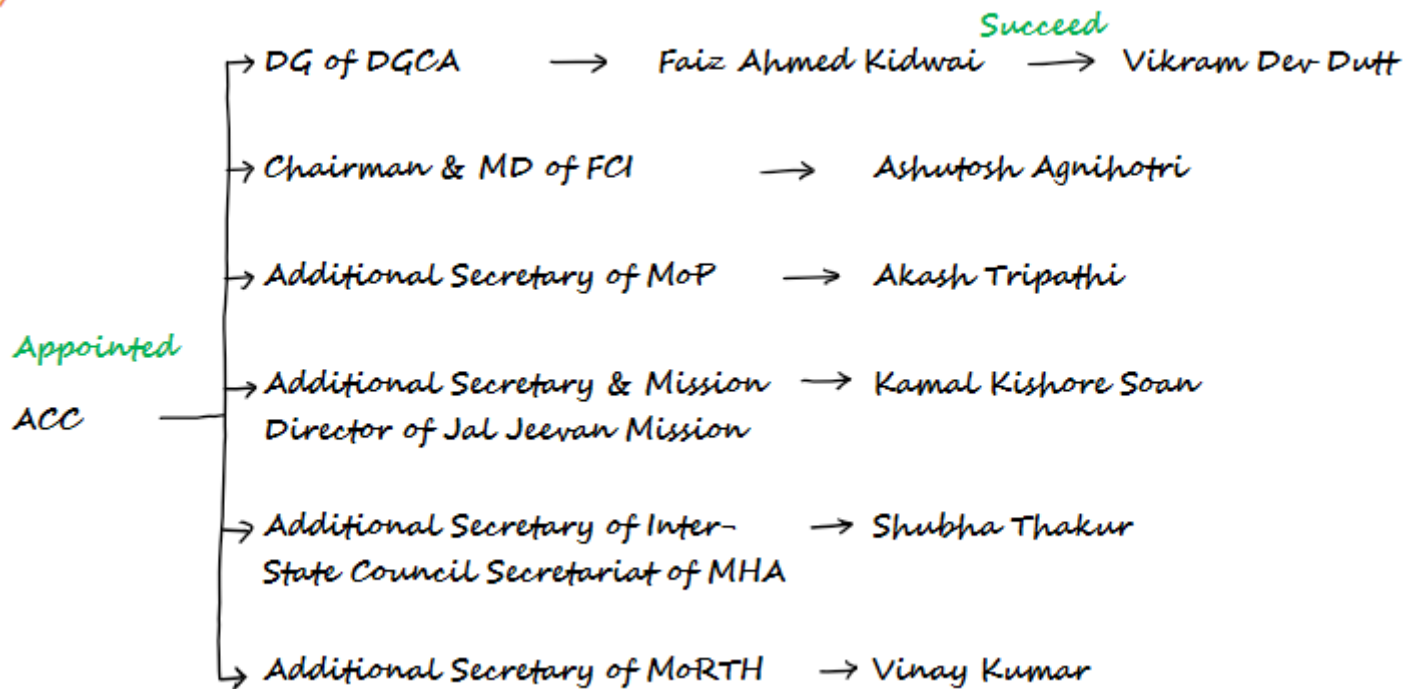 Succeed
DG of DGCA → Faiz Ahmed Kidwai → Vikram Dev Dutt
Chairman & MD of FCI → Ashutosh Agnihotri
Additional Secretary of MoP → Akash Tripathi
Appointed
Additional Secretary & Mission → Kamal Kishore Soan
ACC
Director of Jal Jeevan Mission
Additional Secretary of Inter- → Shubha Thakur
State Council Secretariat of MHA
Additional Secretary of MoRTH → Vinay Kumar